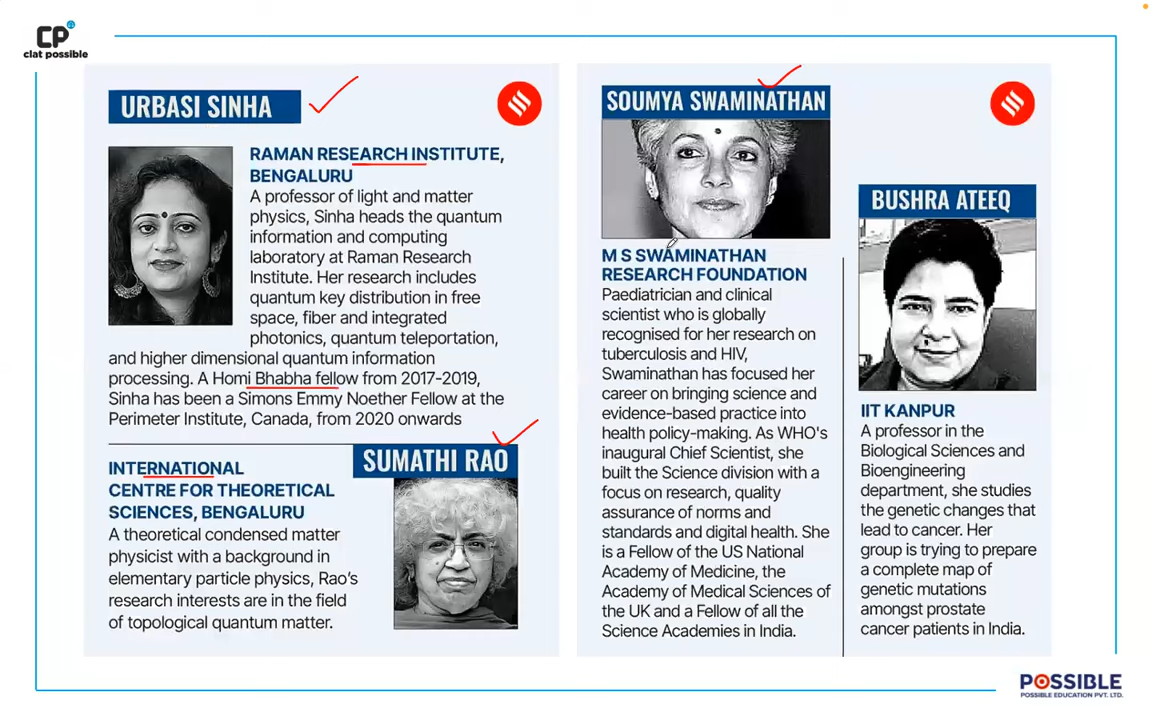 CP
clat possible
URBASI SINHA
RAMAN RESEARCH INSTITUTE,
BENGALURU
A professor of light and matter
physics, Sinha heads the quantum
information and computing
laboratory at Raman Research
Institute. Her research includes
quantum key distribution in free
space, fiber and integrated
photonics, quantum teleportation,
and higher dimensional quantum information
processing. A Homi Bhabha fellow from 2017-2019,
Sinha has been a Simons Emmy Noether Fellow at the
Perimeter Institute, Canada, from 2020 onwards
SUMATHI RAO
INTERNATIONAL
CENTRE FOR THEORETICAL
SCIENCES, BENGALURU
A theoretical condensed matter
physicist with a background in
elementary particle physics, Rao's
research interests are in the field
of topological quantum matter.
SOUMYA SWAMINATHAN
M S SWAMINATHAN
RESEARCH FOUNDATION
Paediatrician and clinical
scientist who is globally
recognised for her research on
tuberculosis and HIV,
Swaminathan has focused her
career on bringing science and
evidence-based practice into
health policy-making. As WHO's
inaugural Chief Scientist, she
built the Science division with a
focus on research, quality
assurance of norms and
standards and digital health. She
is a Fellow of the US National
Academy of Medicine, the
Academy of Medical Sciences of
the UK and a Fellow of all the
Science Academies in India.
BUSHRA ATEEQ
IIT KANPUR
A professor in the
Biological Sciences and
Bioengineering
department, she studies
the genetic changes that
lead to cancer. Her
group is trying to prepare
a complete map of
genetic mutations
amongst prostate
cancer patients in India.
POSSIBLE
POSSIBLE EDUCATION PVT. LTD.